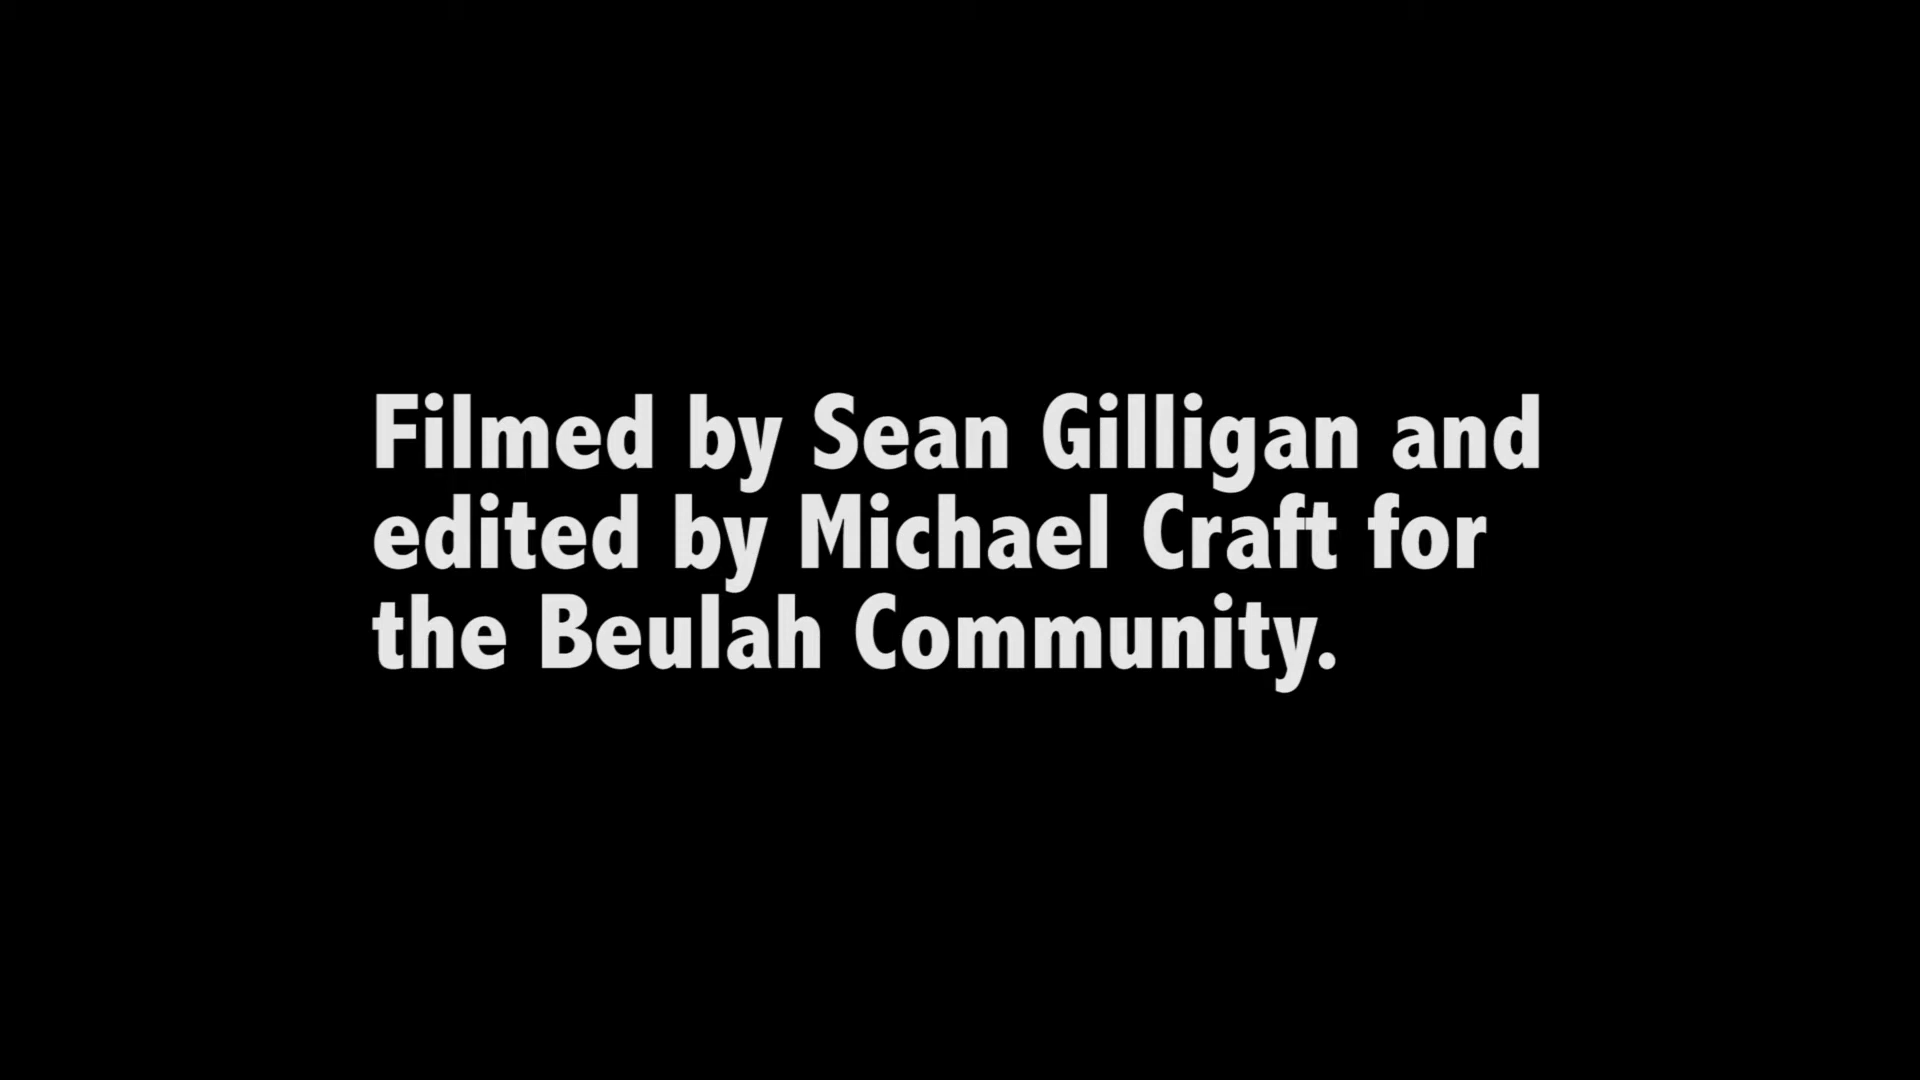 Filmed by Sean Gilligan and
edited by Michael Craft for
the Beulah Community.